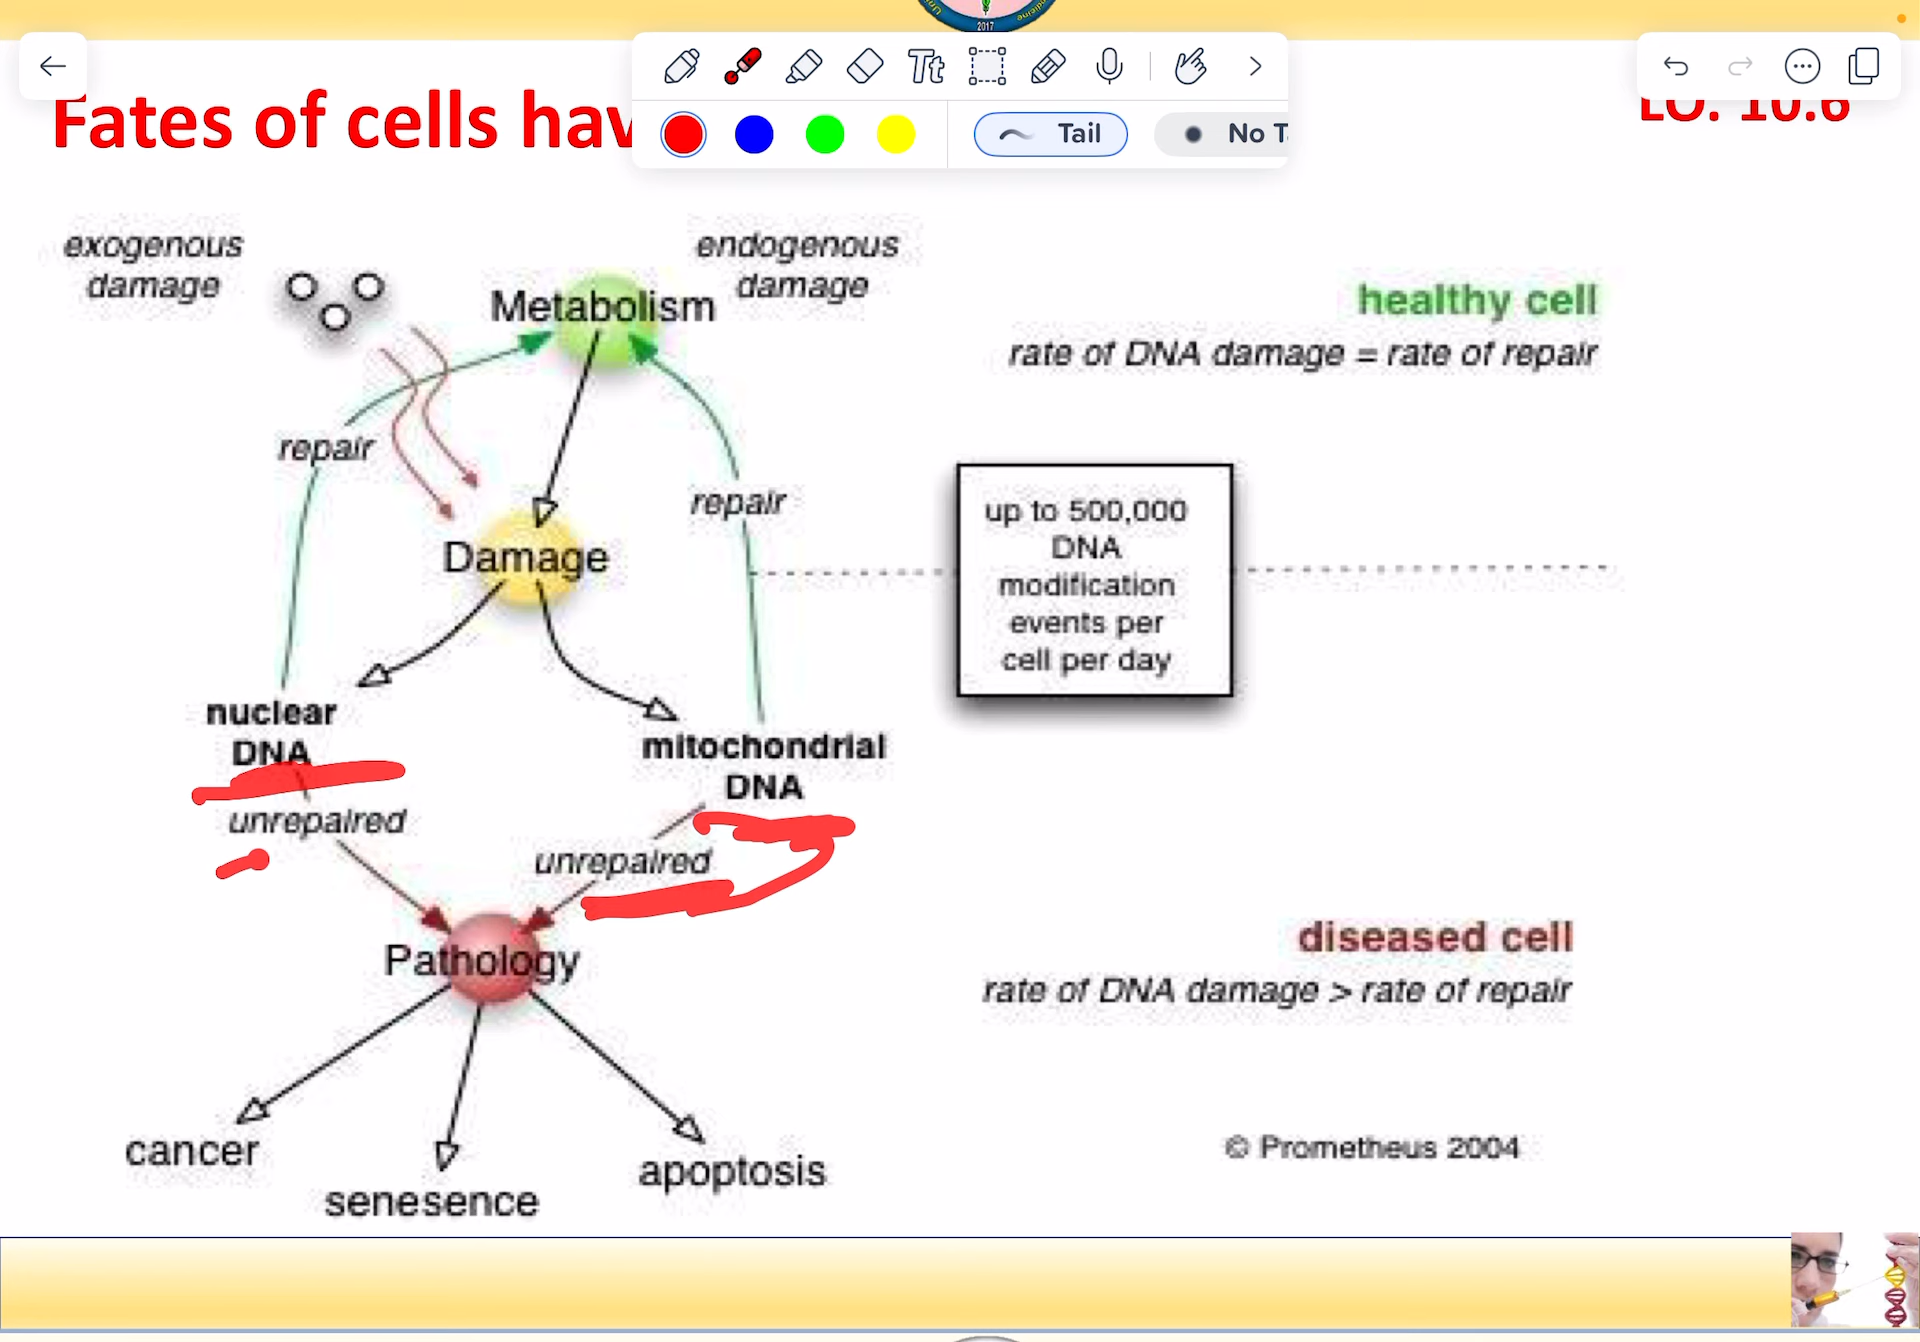 2017
Tt
Tail
No T
Fates of cells hav
LO. 10.6
exogenous
damage
endogenous
damage
Metabolism
healthy cell
rate of DNA damage = rate of repair
repair
repair
Damage
up to 500,000
DNA
modification
events per
cell per day
nuclear
DNA
mitochondrial
DNA
unrepaired
unrepaired
Pathology
diseased cell
rate of DNA damage > rate of repair
cancer
senesence
apoptosis
© Prometheus 2004